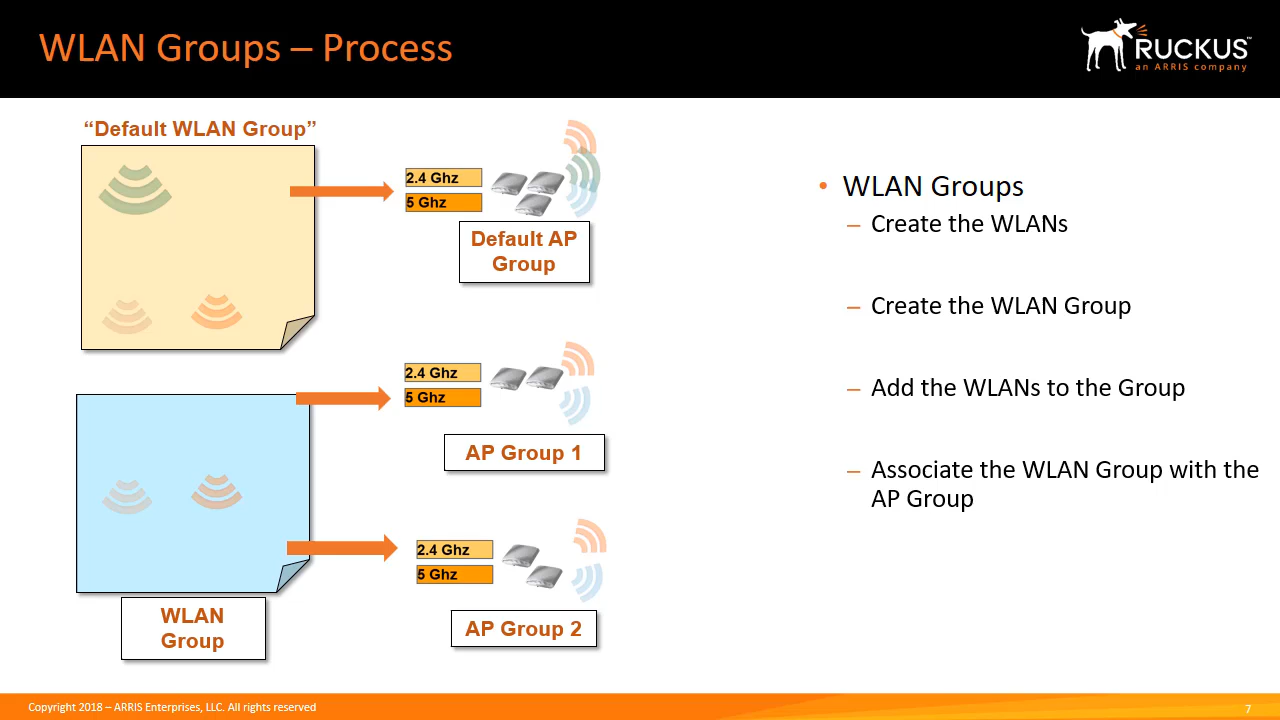 WLAN Groups – Process
RUCKUS™
an ARRIS company
“Default WLAN Group”
2.4 Ghz
5 Ghz
Default AP
Group
2.4 Ghz
5 Ghz
AP Group 1
2.4 Ghz
5 Ghz
AP Group 2
WLAN
Group
• WLAN Groups
– Create the WLANs
– Create the WLAN Group
– Add the WLANs to the Group
– Associate the WLAN Group with the
AP Group
Copyright 2018 – ARRIS Enterprises, LLC. All rights reserved
7